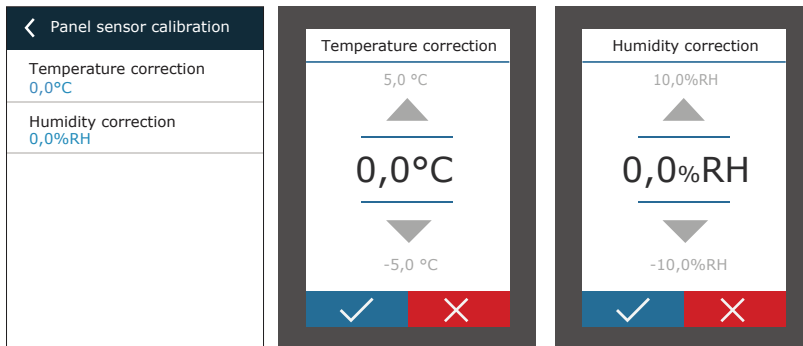 Panel sensor calibration
Temperature correction
0,0°C
Humidity correction
0,0%RH
Temperature correction
5,0 °C
0,0°C
-5,0 °C
Humidity correction
10,0%RH
0,0%RH
-10,0%RH